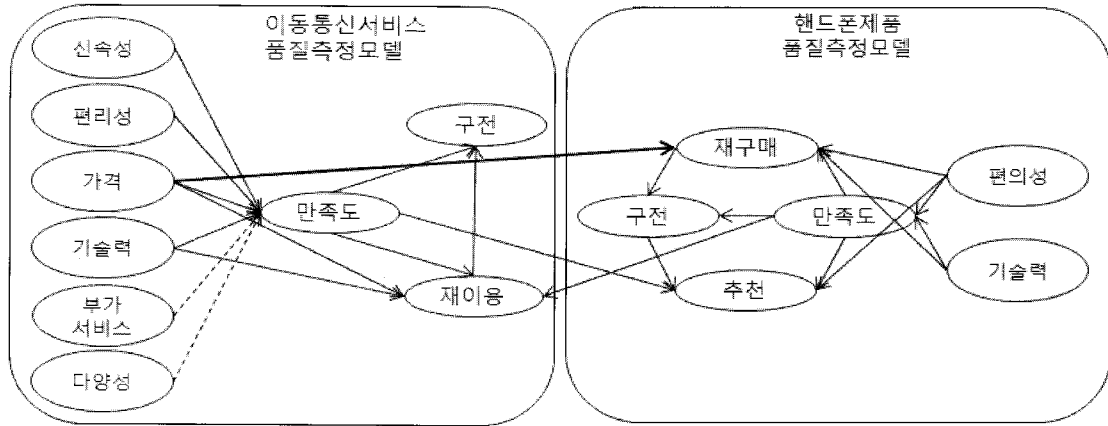 이동통신서비스
품질측정모델
신속성
편리성
가격
기술력
부가
서비스
다양성
만족도
구전
재이용
핸드폰제품
품질측정모델
재구매
구전
만족도
추천
편의성
기술력